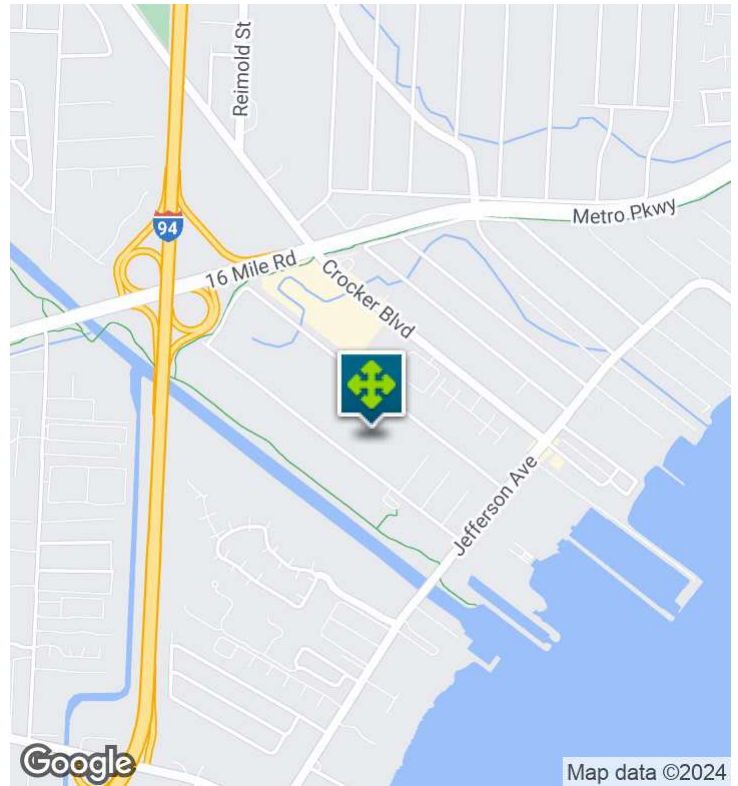 Reimold St
94
Metro Pkwy
16 Mile Rd
Crocker Blvd
Jefferson Ave
Google
Map data ©2024